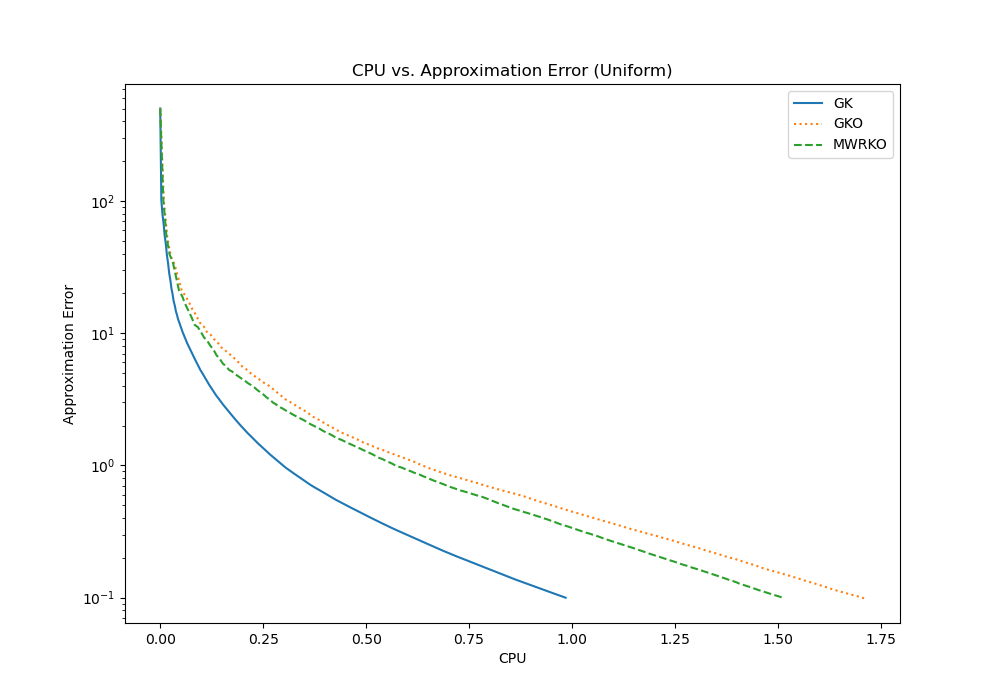 CPU vs. Approximation Error (Uniform)
GK
GKO
MWRKO
Approximation Error
10²
10¹
10⁰
10⁻¹
0.00 0.25 0.50 0.75 1.00 1.25 1.50 1.75
CPU